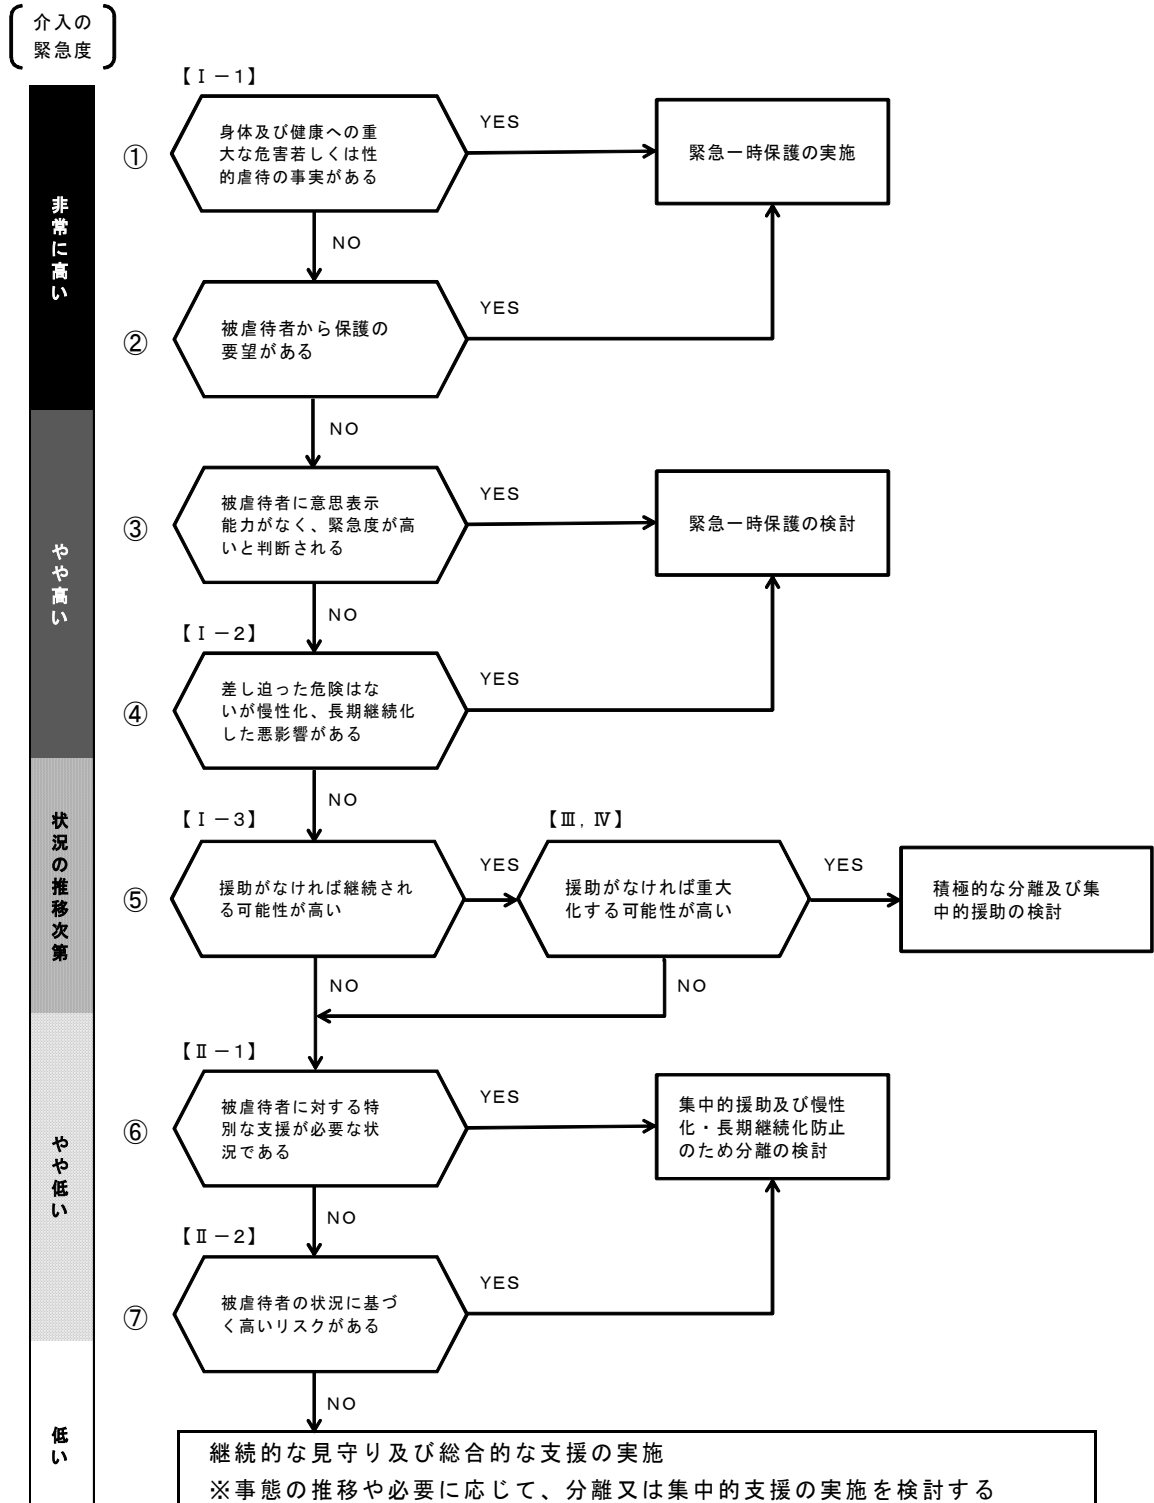 介入の
緊急度
非常に高い
やや高い
状況の推移次第
やや低い
低い
【Ⅰ－1】
①
身体及び健康への重
大な危害若しくは性
的虐待の事実がある
YES
緊急一時保護の実施
NO
②
被虐待者から保護の
要望がある
YES
NO
③
被虐待者に意思表示
能力がなく、緊急度が高
いと判断される
YES
緊急一時保護の検討
NO
【Ⅰ－2】
④
差し迫った危険はな
いが慢性化、長期継続化
した悪影響がある
YES
NO
【Ⅰ－3】
⑤
援助がなければ継続され
る可能性が高い
YES
【Ⅲ, Ⅳ】
援助がなければ重大
化する可能性が高い
YES
積極的な分離及び集
中的援助の検討
NO
NO
【Ⅱ－1】
⑥
被虐待者に対する特
別な支援が必要な状
況である
YES
集中的援助及び慢性
化・長期継続化防止
のため分離の検討
NO
【Ⅱ－2】
⑦
被虐待者の状況に基づ
く高いリスクがある
YES
NO
継続的な見守り及び総合的な支援の実施
※事態の推移や必要に応じて、分離又は集中的支援の実施を検討する